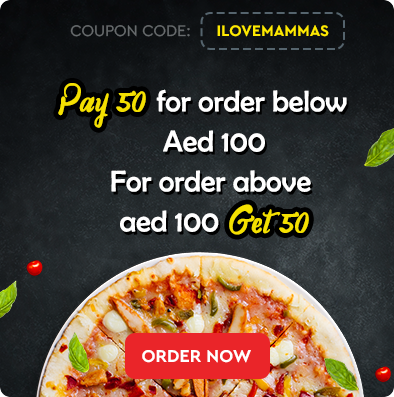 COUPON CODE: ILOVEMAMMAS
Pay 50 for order below
Aed 100
For order above
aed 100 Get 50
ORDER NOW